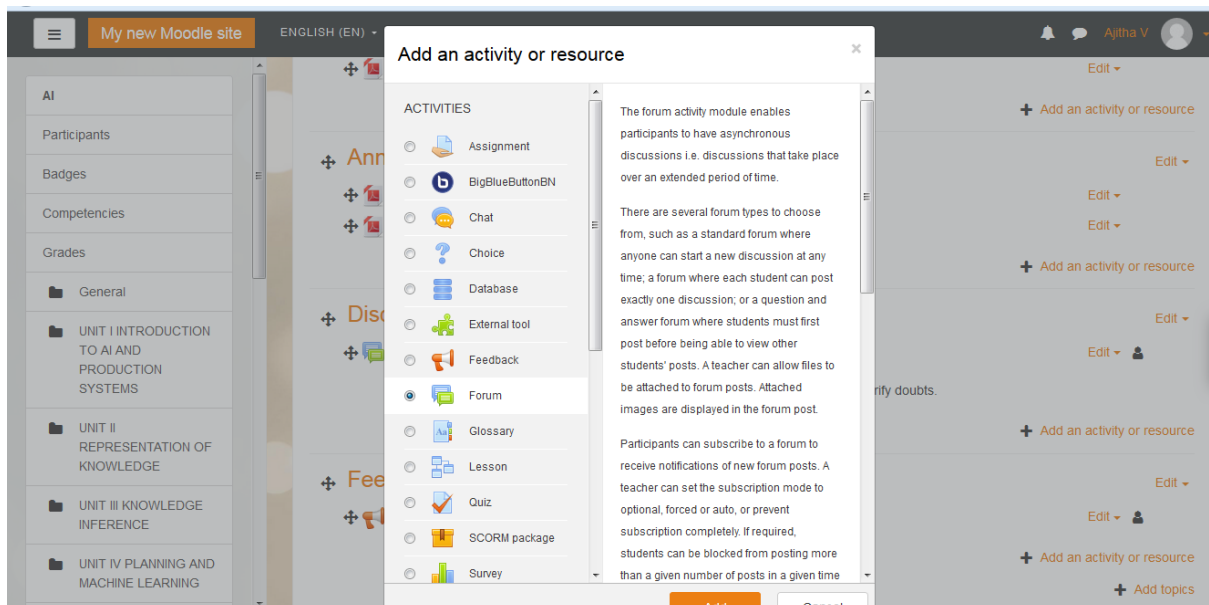 My new Moodle site
ENGLISH (EN)
Ajitha V
AI
Participants
Badges
Competencies
Grades
General
UNIT I INTRODUCTION
TO AI AND
PRODUCTION
SYSTEMS
UNIT II
REPRESENTATION OF
KNOWLEDGE
UNIT III KNOWLEDGE
INFERENCE
UNIT IV PLANNING AND
MACHINE LEARNING
Add an activity or resource
×
ACTIVITIES
Assignment
BigBlueButtonBN
Chat
Choice
Database
External tool
Feedback
Forum
Glossary
Lesson
Quiz
SCORM package
Survey
The forum activity module enables
participants to have asynchronous
discussions i.e. discussions that take place
over an extended period of time.
There are several forum types to choose
from, such as a standard forum where
anyone can start a new discussion at any
time; a forum where each student can post
exactly one discussion; or a question and
answer forum where students must first
post before being able to view other
students' posts. A teacher can allow files to
be attached to forum posts. Attached
images are displayed in the forum post.
Participants can subscribe to a forum to
receive notifications of new forum posts. A
teacher can set the subscription mode to
optional, forced or auto, or prevent
subscription completely. If required,
students can be blocked from posting more
than a given number of posts in a given time
Cancel
Edit
Add an activity or resource
Ann
Edit
Edit
Edit
Add an activity or resource
Disc
Edit
Edit
rify doubts.
Add an activity or resource
Fee
Edit
Edit
Add an activity or resource
Add topics